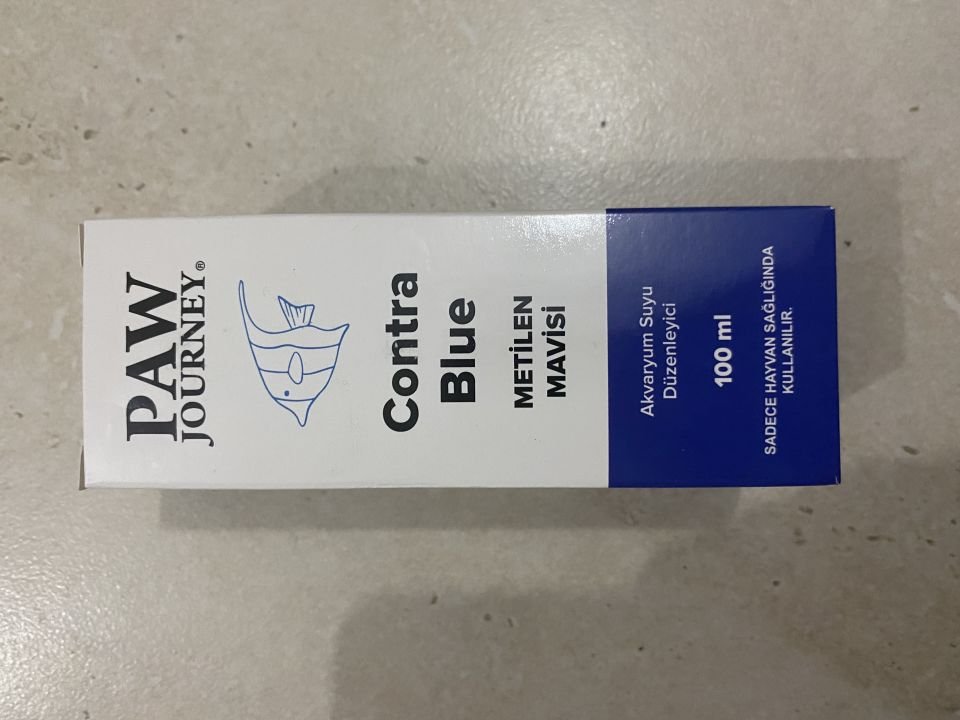 PAW
JOURNEY®
Contra
Blue
METİLEN
MAVİSİ
Akvaryum Suyu
Düzenleyici
100 ml
SADECE HAYVAN SAĞLIĞINDA
KULLANILIR.